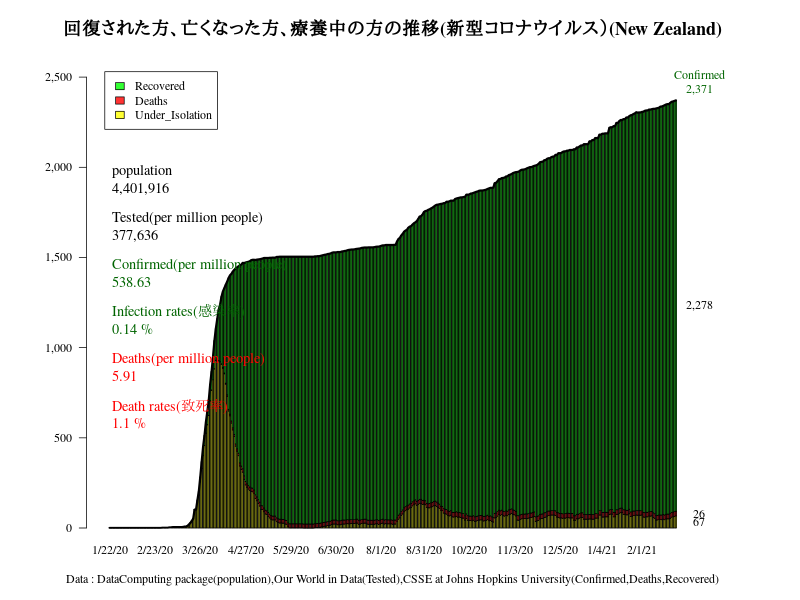 回復された方、亡くなった方、療養中の方の推移(新型コロナウイルス）(New Zealand)
Confirmed
2,371
2,500
2,000
1,500
1,000
500
0
Recovered
Deaths
Under_Isolation
population
4,401,916
Tested(per million people)
377,636
Confirmed(per million people)
538.63
Infection rates(感染率)
0.14 %
Deaths(per million people)
5.91
Death rates(致死率)
1.1 %
2,278
26
67
1/22/20 2/23/20 3/26/20 4/27/20 5/29/20 6/30/20 8/1/20 8/31/20 10/2/20 11/3/20 12/5/20 1/4/21 2/1/21
Data : DataComputing package(population),Our World in Data(Tested),CSSE at Johns Hopkins University(Confirmed,Deaths,Recovered)